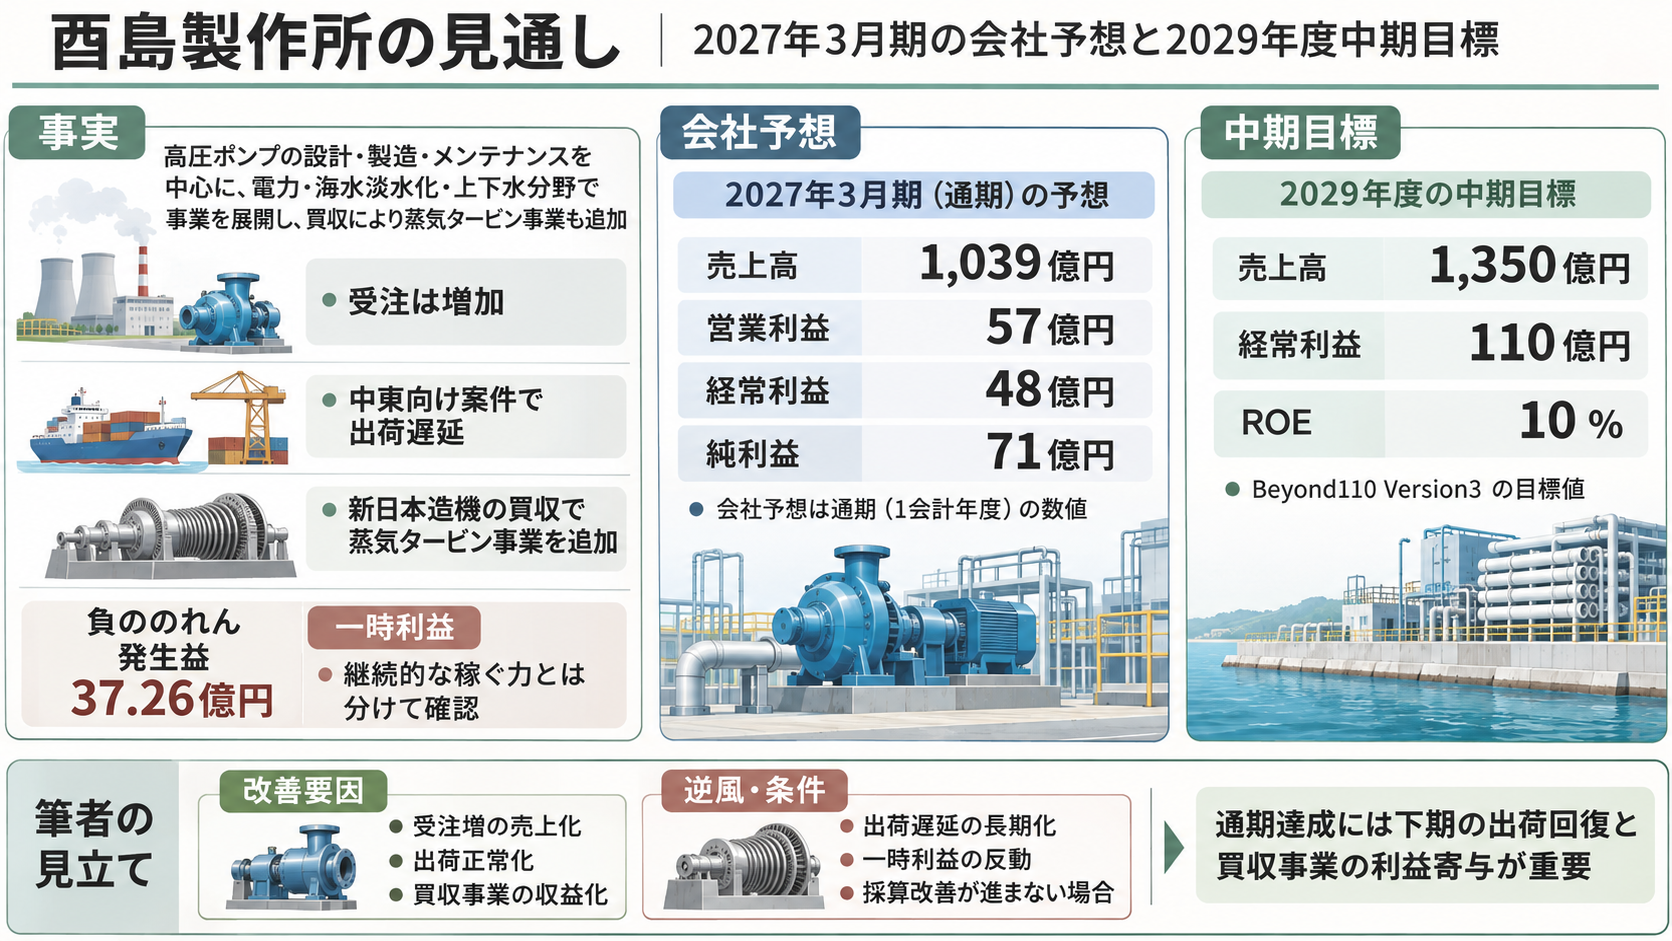 酉島製作所の見通し
2027年3月期の会社予想と2029年度中期目標
事実
高圧ポンプの設計・製造・メンテナンスを
中心に、電力・海水淡水化・上下水分野で
事業を展開し、買収により蒸気タービン事業も追加
● 受注は増加
● 中東向け案件で
出荷遅延
● 新日本造機の買収で
蒸気タービン事業を追加
負ののれん
発生益
37.26億円
一時利益
● 継続的な稼ぐ力とは
分けて確認
会社予想
2027年3月期(通期)の予想
売上高 1,039億円
営業利益 57億円
経常利益 48億円
純利益 71億円
● 会社予想は通期(1会計年度)の数値
中期目標
2029年度の中期目標
売上高 1,350億円
経常利益 110億円
ROE 10 %
● Beyond110 Version3 の目標値
筆者の
見立て
改善要因
● 受注増の売上化
● 出荷正常化
● 買収事業の収益化
逆風・条件
● 出荷遅延の長期化
● 一時利益の反動
● 採算改善が進まない場合
通期達成には下期の出荷回復と
買収事業の利益寄与が重要